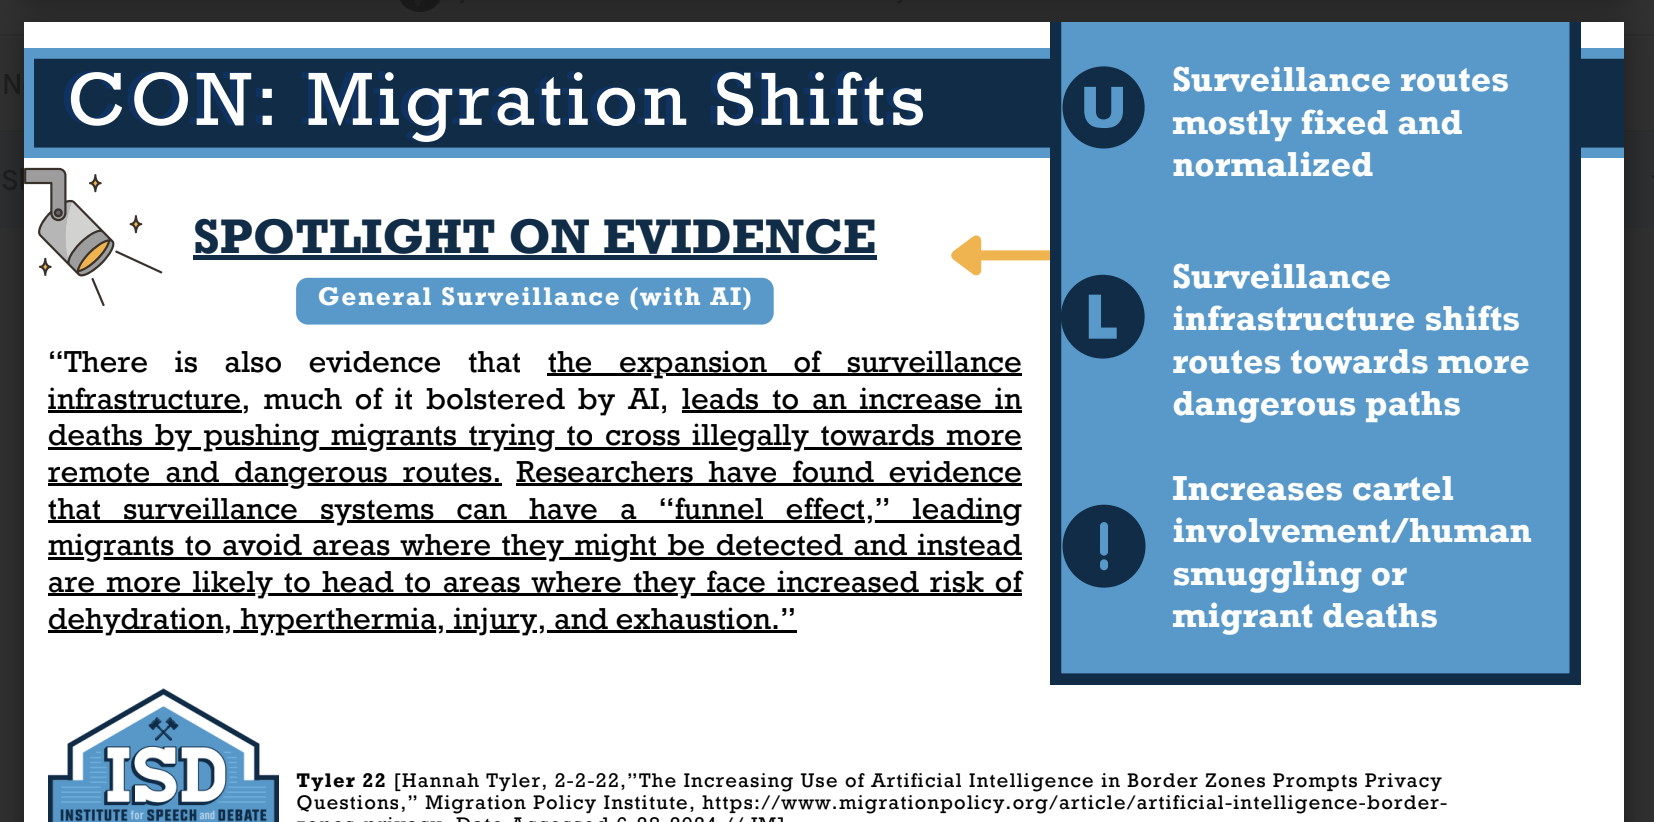 CON: Migration Shifts
SPOTLIGHT ON EVIDENCE
General Surveillance (with AI)
“There is also evidence that the expansion of surveillance
infrastructure, much of it bolstered by AI, leads to an increase in
deaths by pushing migrants trying to cross illegally towards more
remote and dangerous routes. Researchers have found evidence
that surveillance systems can have a “funnel effect,” leading
migrants to avoid areas where they might be detected and instead
are more likely to head to areas where they face increased risk of
dehydration, hyperthermia, injury, and exhaustion.”
U
Surveillance routes
mostly fixed and
normalized
L
Surveillance
infrastructure shifts
routes towards more
dangerous paths
!
Increases cartel
involvement/human
smuggling or
migrant deaths
ISD
INSTITUTE for SPEECH and DEBATE
Tyler 22 [Hannah Tyler, 2-2-22,”The Increasing Use of Artificial Intelligence in Border Zones Prompts Privacy
Questions,” Migration Policy Institute, https://www.migrationpolicy.org/article/artificial-intelligence-border-